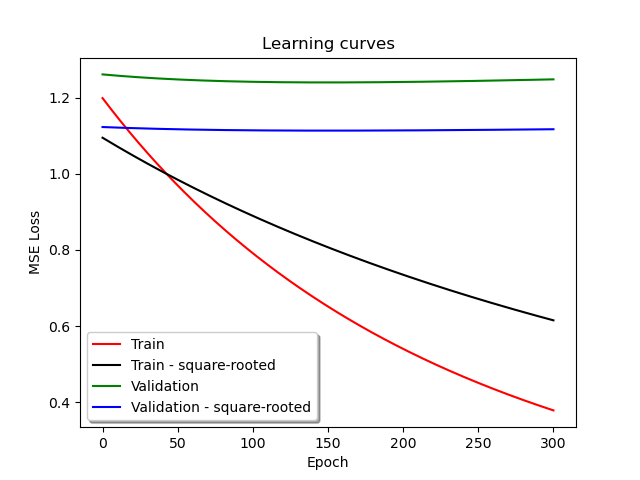 Learning curves
MSE Loss
1.2
1.0
0.8
0.6
0.4
Train
Train - square-rooted
Validation
Validation - square-rooted
0 50 100 150 200 250 300
Epoch